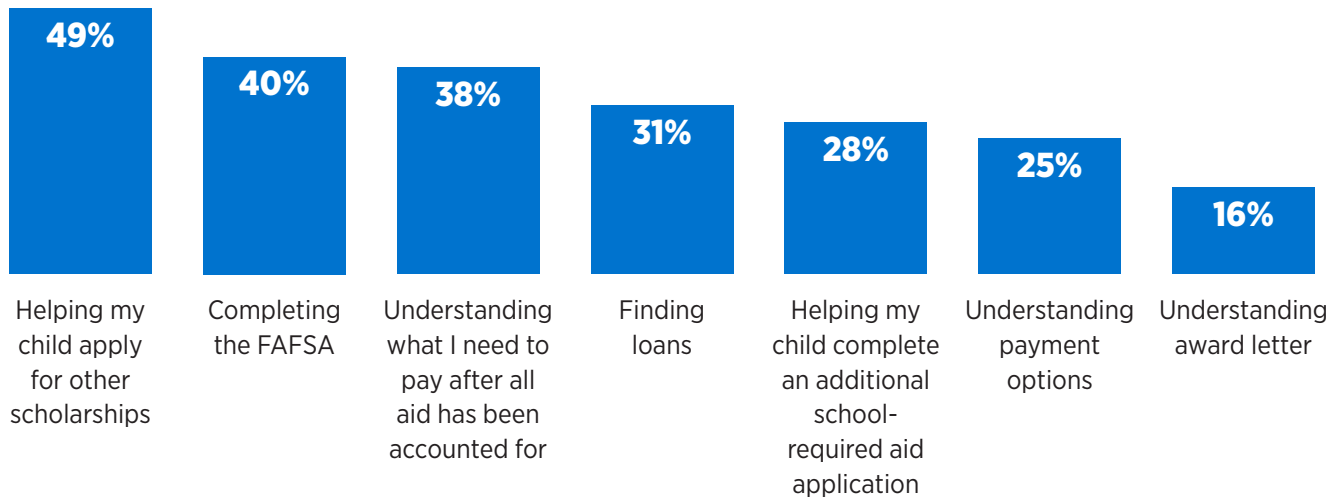 49%
40%
38%
31%
28%
25%
16%
Helping my
child apply
for other
scholarships
Completing
the FAFSA
Understanding
what I need to
pay after all
aid has been
accounted for
Finding
loans
Helping my
child complete
an additional
school-
required aid
application
Understanding
payment
options
Understanding
award letter